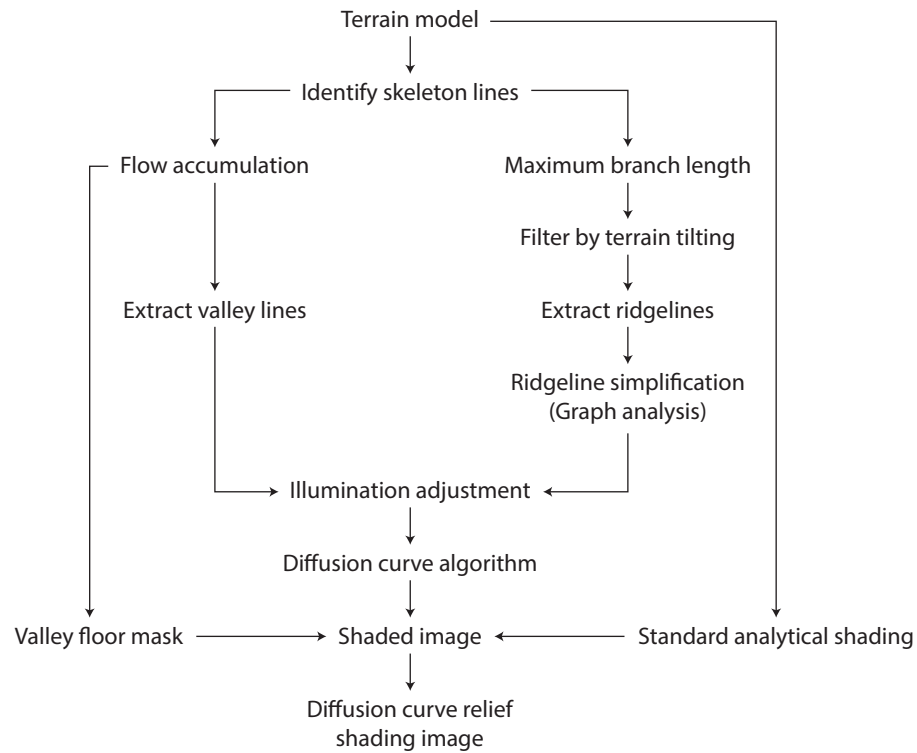 Terrain model
Identify skeleton lines
Flow accumulation
Maximum branch length
Filter by terrain tilting
Extract valley lines
Extract ridgelines
Ridgeline simplification
(Graph analysis)
Illumination adjustment
Diffusion curve algorithm
Valley floor mask
Shaded image
Standard analytical shading
Diffusion curve relief
shading image